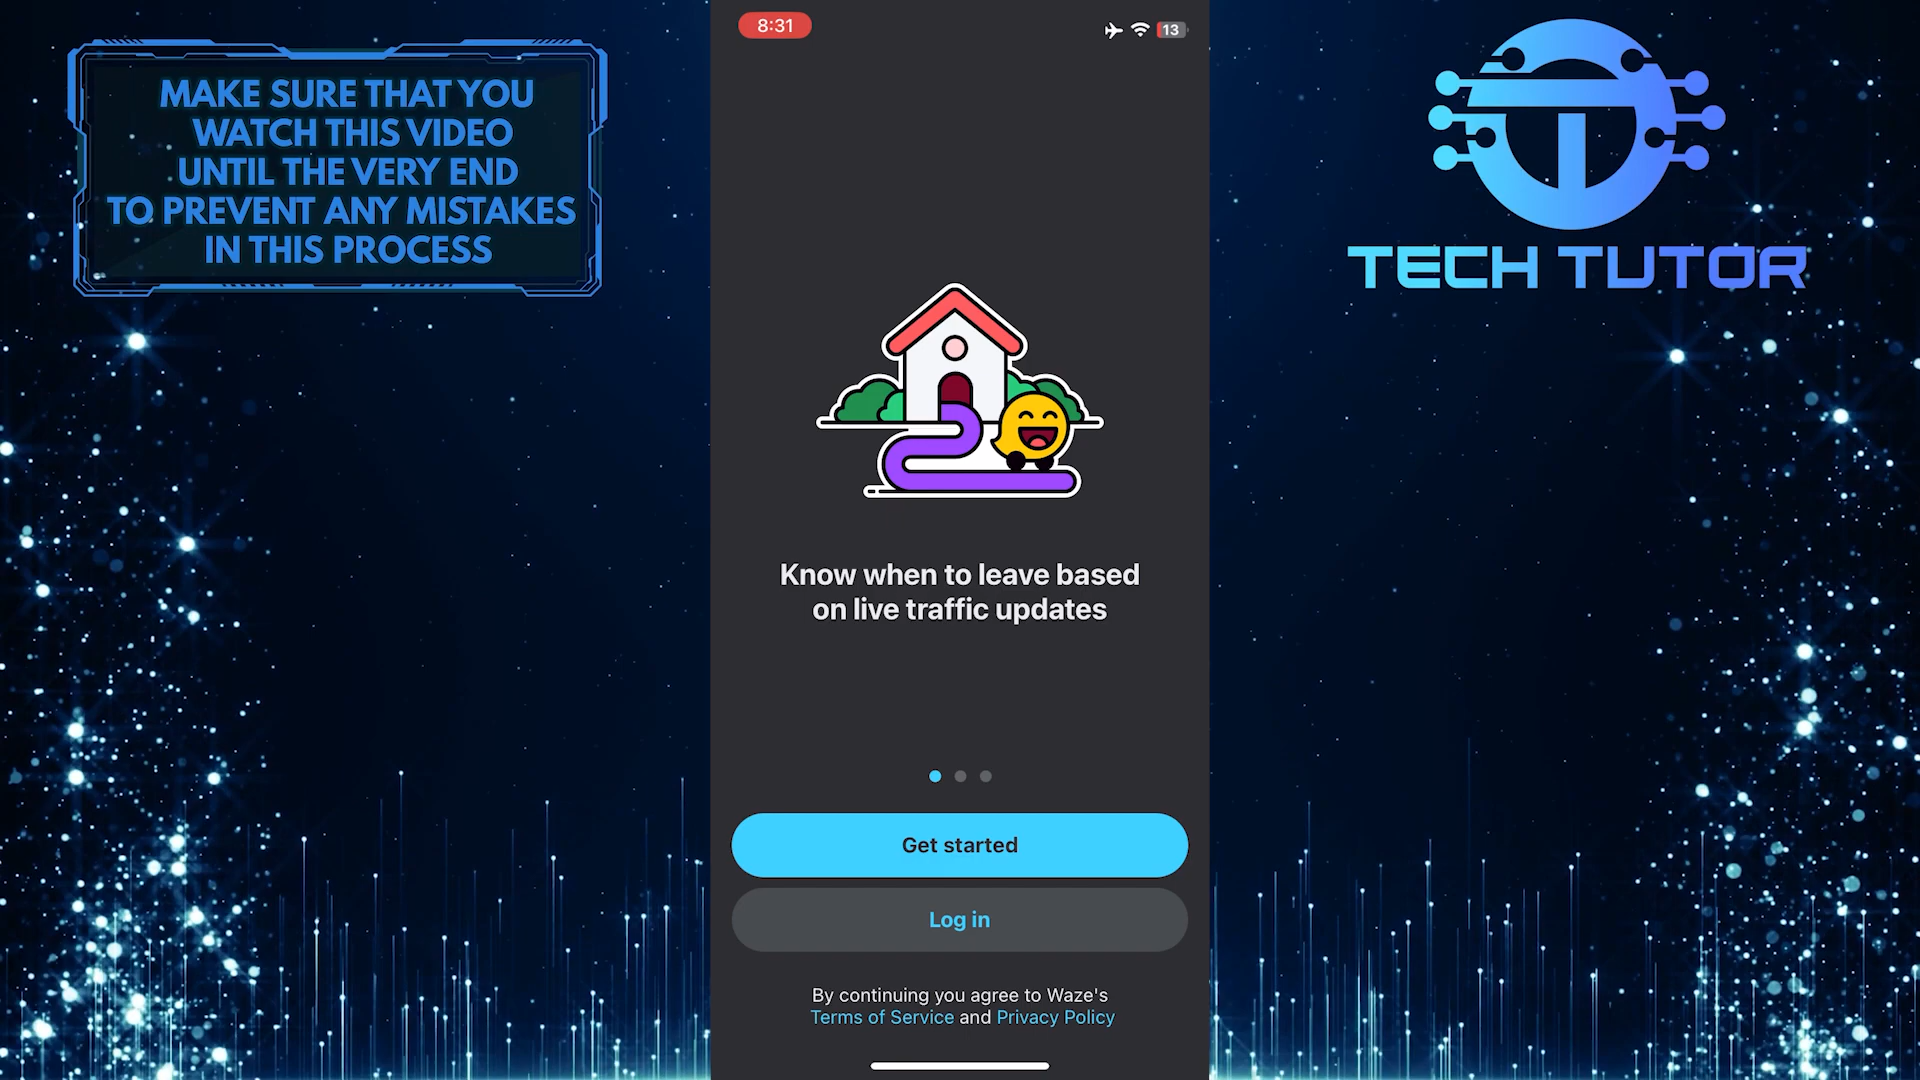 MAKE SURE THAT YOU
WATCH THIS VIDEO
UNTIL THE VERY END
TO PREVENT ANY MISTAKES
IN THIS PROCESS
8:31
13
TECH TUTOR
Know when to leave based
on live traffic updates
Get started
Log in
By continuing you agree to Waze's
Terms of Service and Privacy Policy